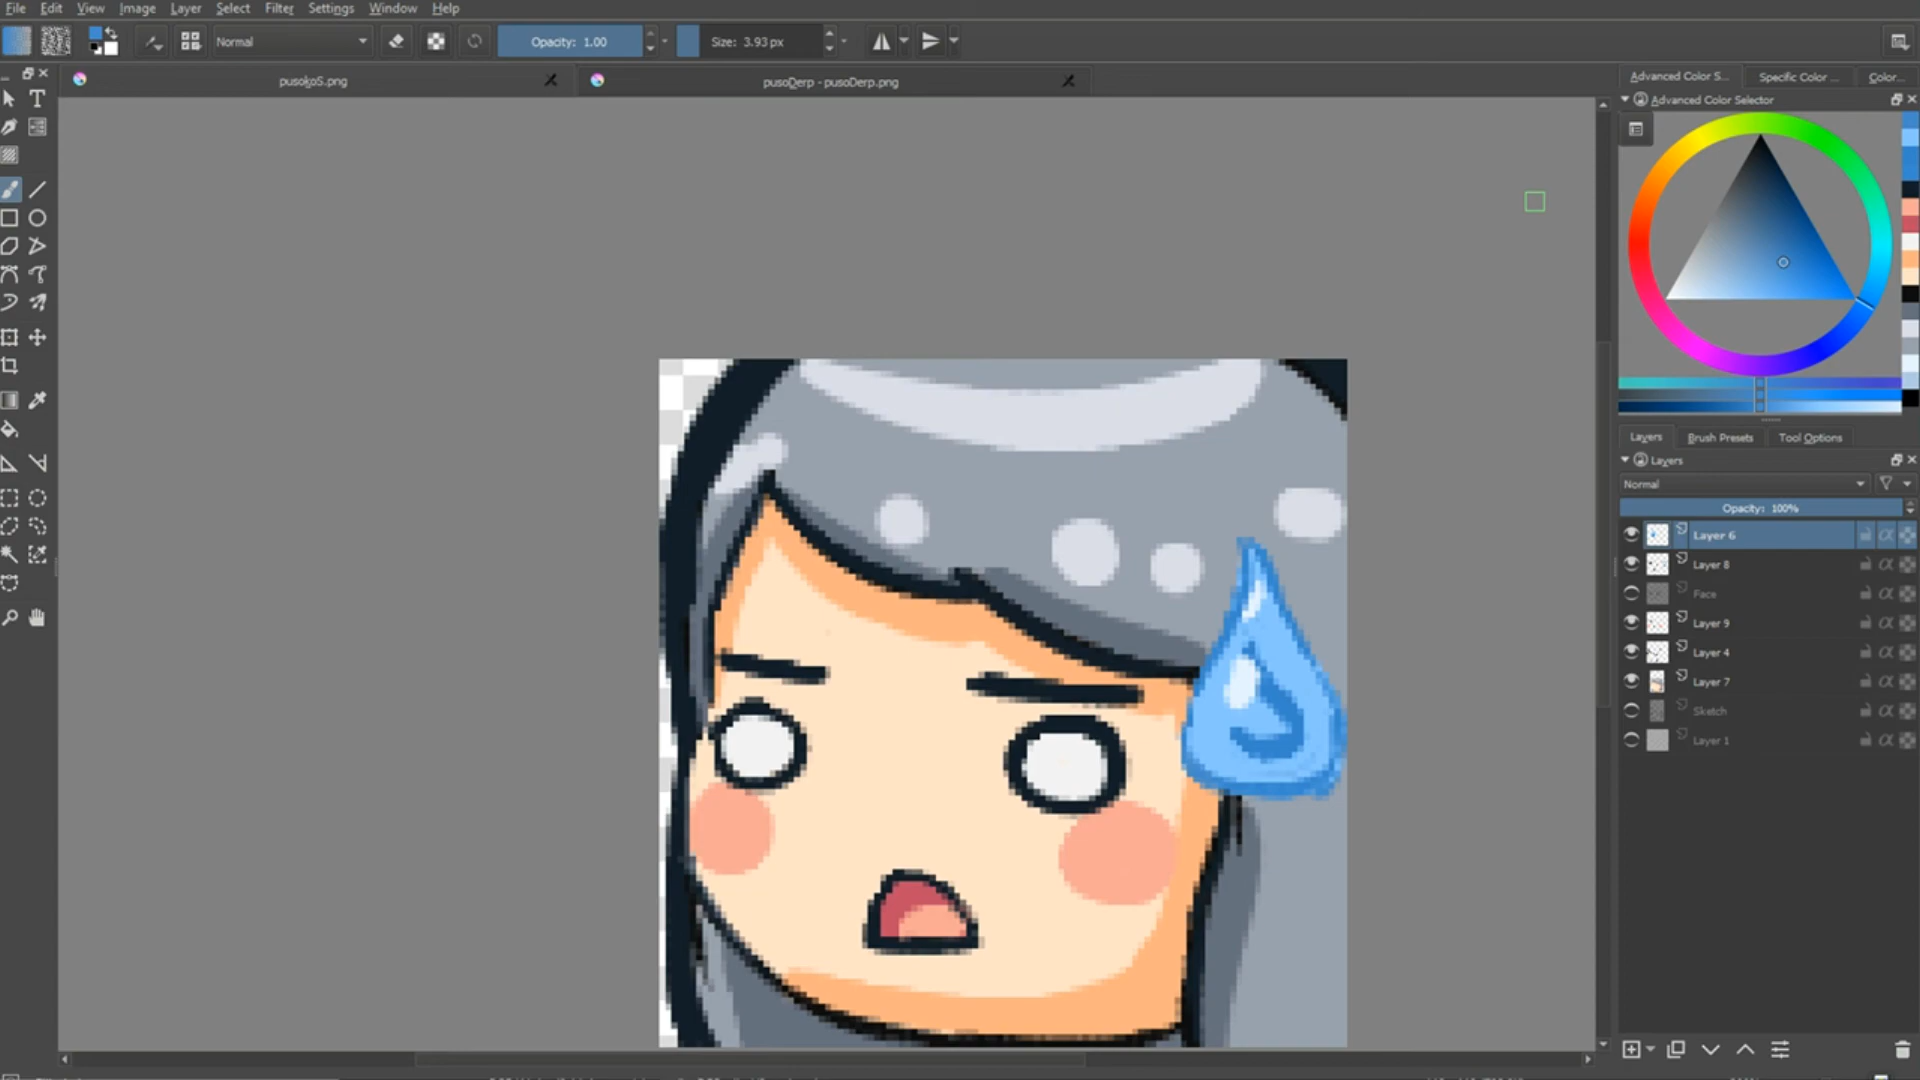 File Edit View Image Layer Select Filter Settings Window Help
Normal Opacity: 1.00 Size: 3.93 px
pusokoS.png pusoDerp - pusoDerp.png
Advanced Color S... Specific Color ... Color...
Advanced Color Selector
Layers Brush Presets Tool Options
Layers
Normal
Opacity: 100%
Layer 6
Layer 8
Face
Layer 9
Layer 4
Layer 7
Sketch
Layer 1